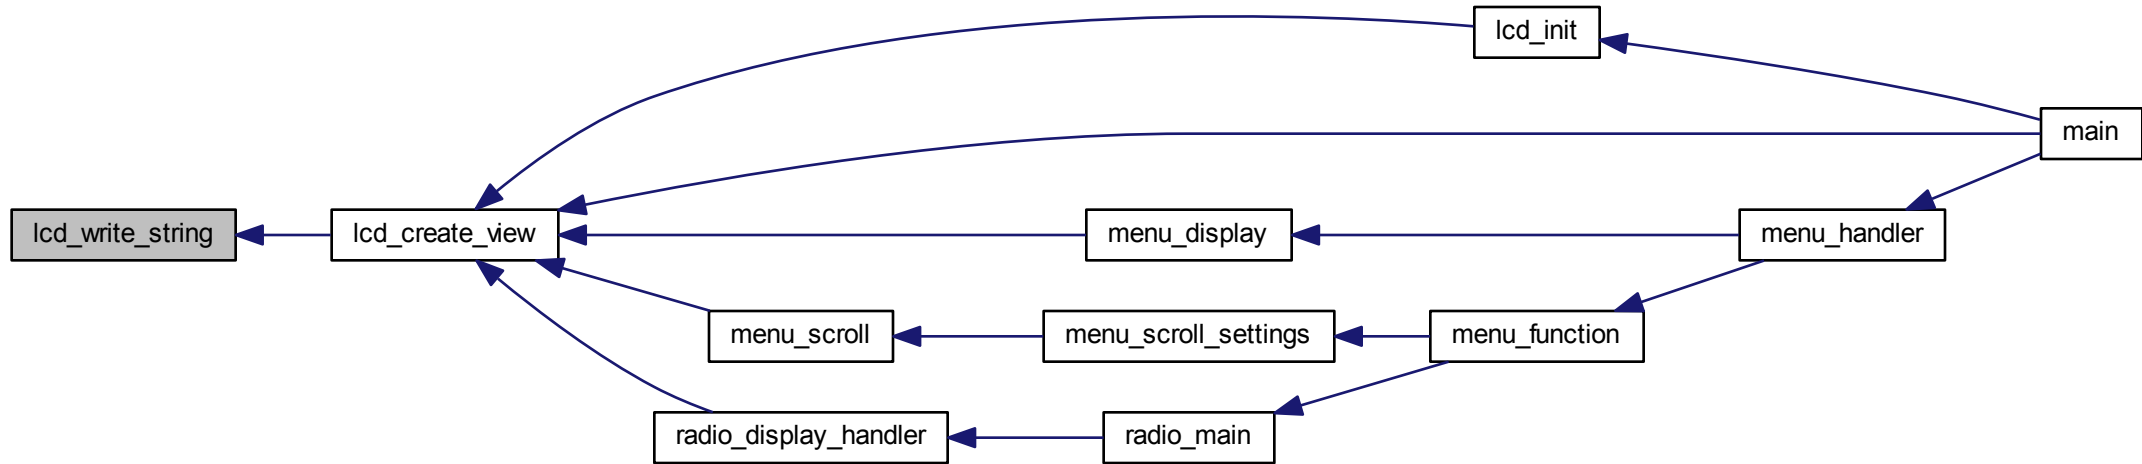 lcd_init
main
lcd_write_string
lcd_create_view
menu_display
menu_handler
menu_scroll
menu_scroll_settings
menu_function
radio_display_handler
radio_main